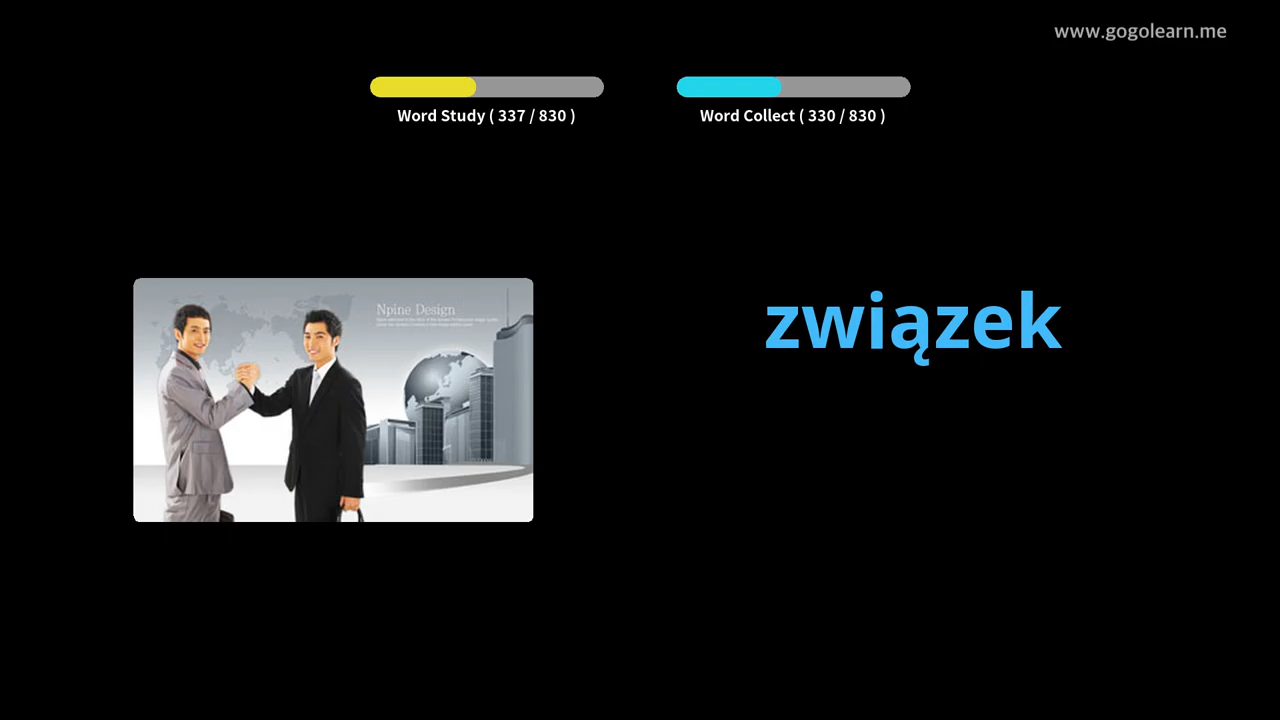 www.gogolearn.me
Word Study ( 337 / 830 )
Word Collect ( 330 / 830 )
Npine Design
związek